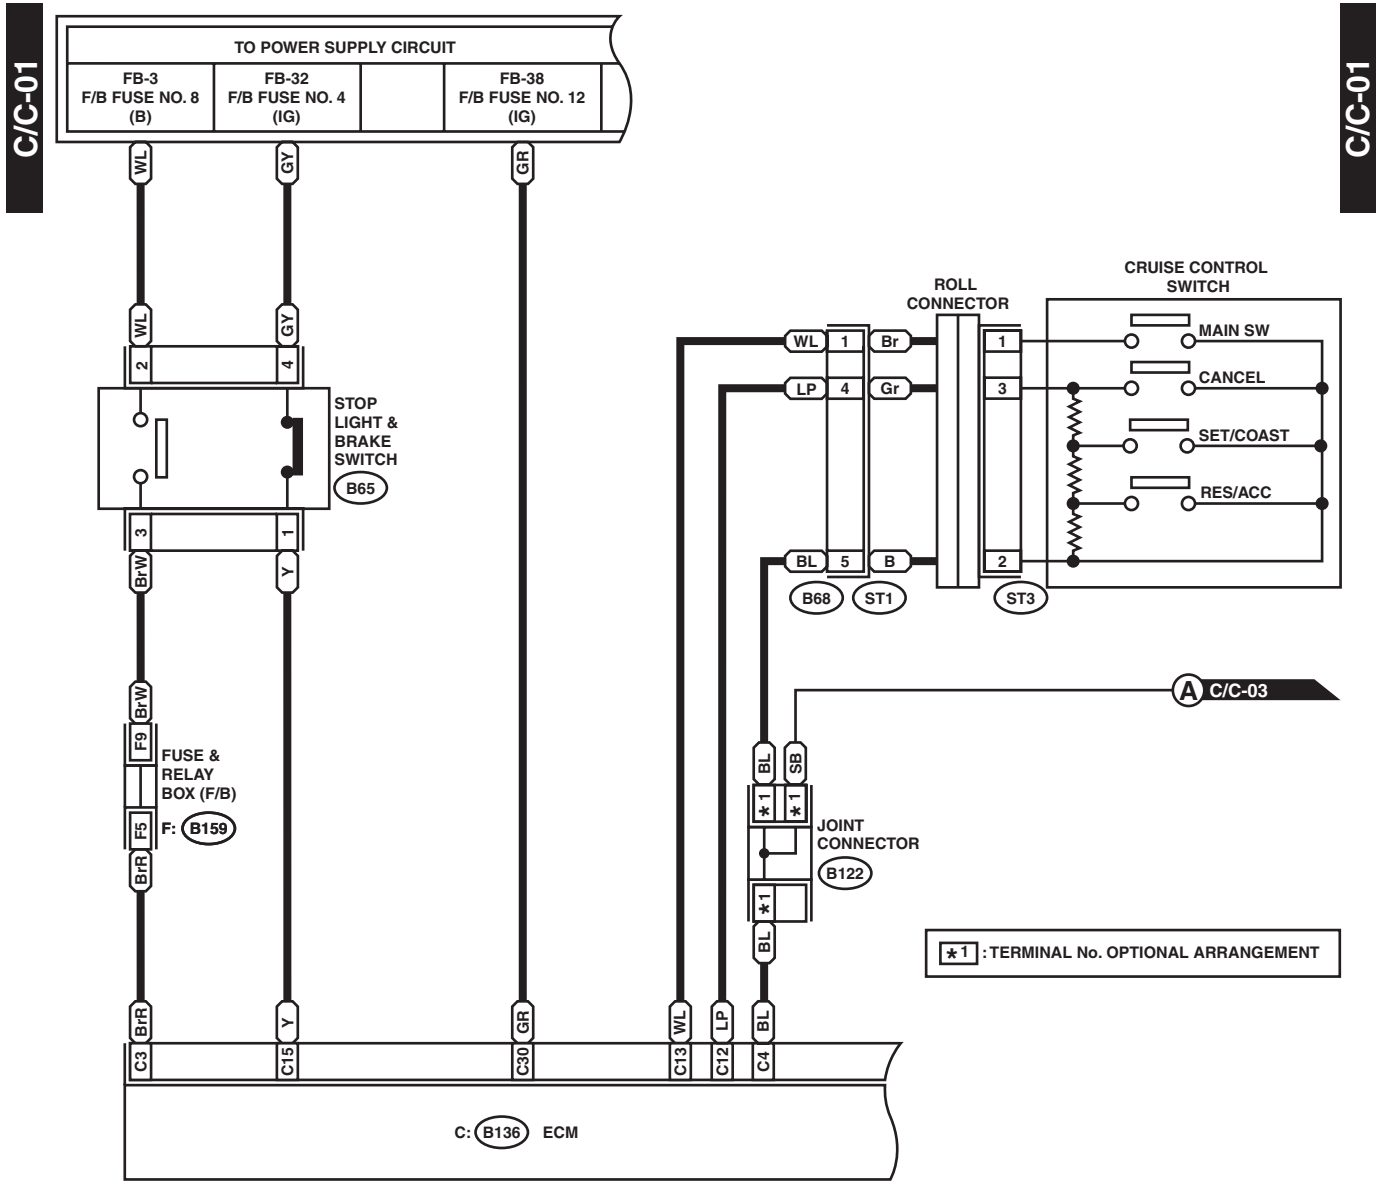 C/C-01
C/C-01
TO POWER SUPPLY CIRCUIT
FB-3
F/B FUSE NO. 8
(B)
FB-32
F/B FUSE NO. 4
(IG)
FB-38
F/B FUSE NO. 12
(IG)
WL
GY
GR
WL
GY
2
4
STOP
LIGHT &
BRAKE
SWITCH
B65
3
1
BrW
Y
BrW
F9
FUSE &
RELAY
BOX (F/B)
F5
F: B159
BrR
CRUISE CONTROL
SWITCH
ROLL
CONNECTOR
WL 1 Br
1
MAIN SW
LP 4 Gr
3
CANCEL
SET/COAST
RES/ACC
BL 5 B
2
B68
ST1
ST3
A C/C-03
BL
SB
*1
*1
JOINT
CONNECTOR
B122
*1
BL
*1 : TERMINAL No. OPTIONAL ARRANGEMENT
BrR
Y
GR
WL
LP
BL
C3
C15
C30
C13
C12
C4
C: B136 ECM